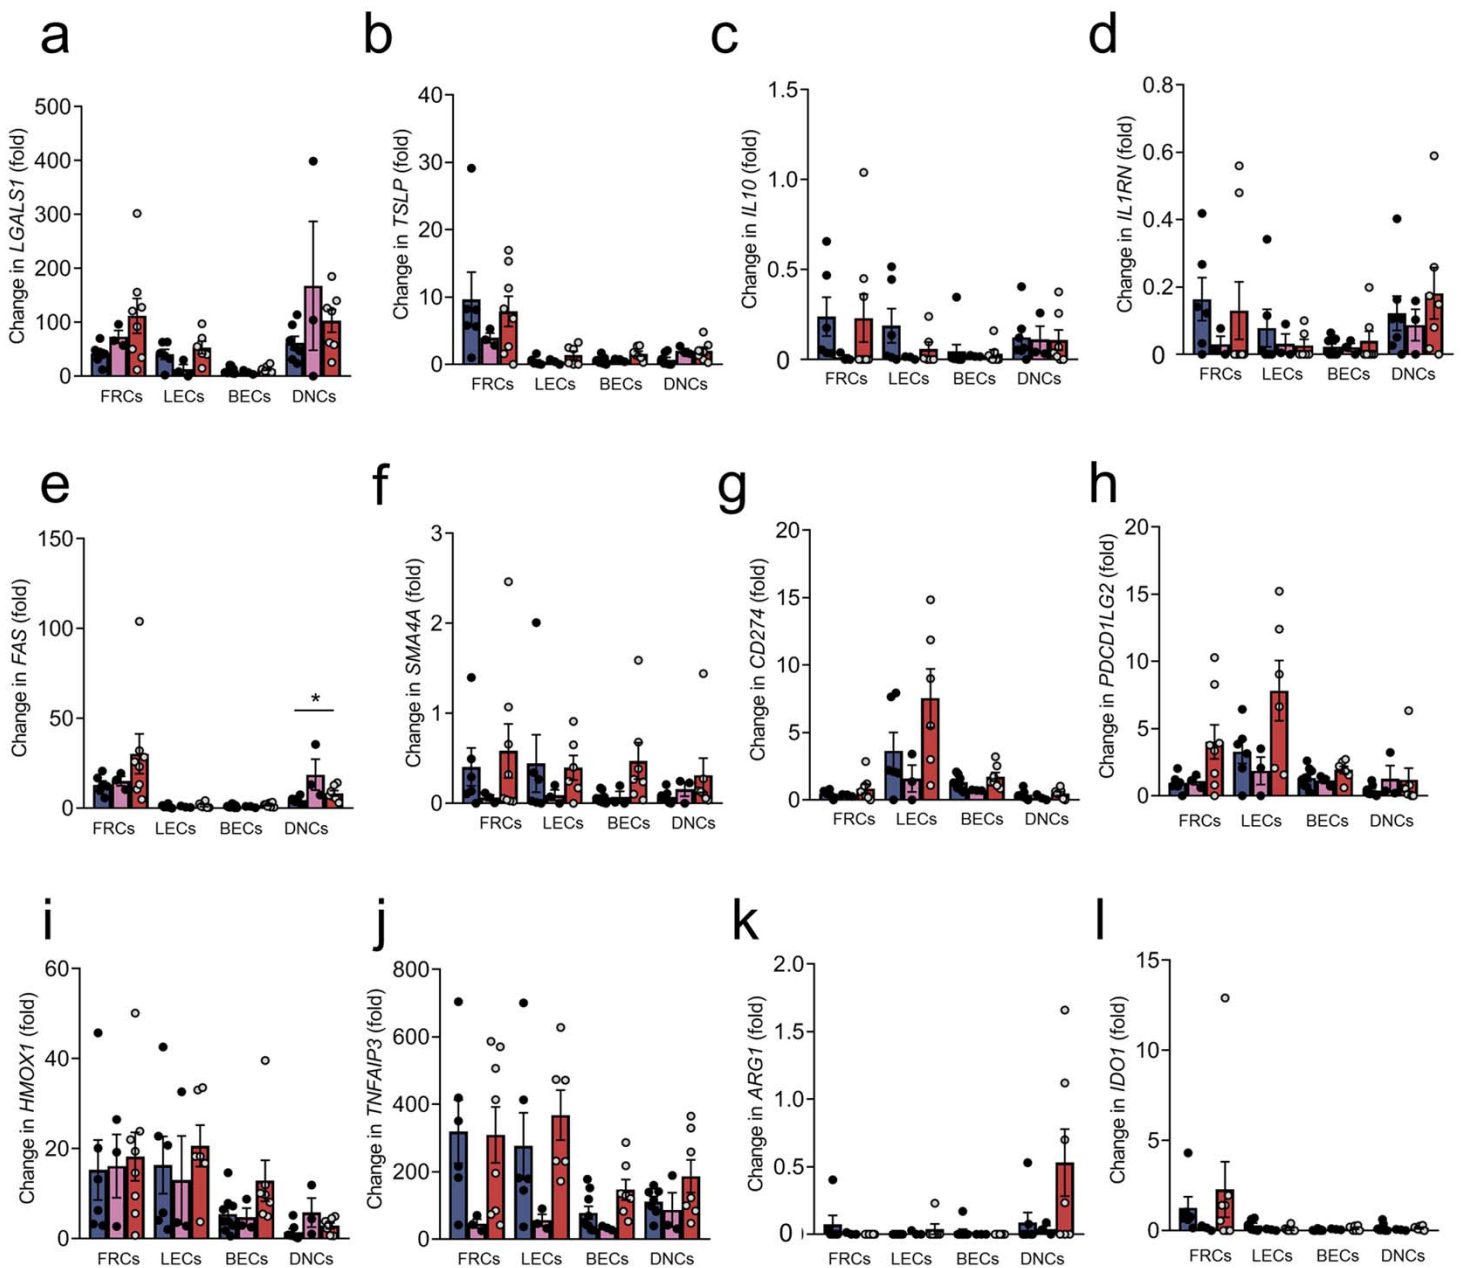 a
Change in LGALS1 (fold)
500
400
300
200
100
0
FRCs LECs BECs DNCs
b
Change in TSLP (fold)
40
30
20
10
0
FRCs LECs BECs DNCs
c
Change in IL10 (fold)
1.5
1.0
0.5
0
FRCs LECs BECs DNCs
d
Change in IL1RN (fold)
0.8
0.6
0.4
0.2
0
FRCs LECs BECs DNCs
e
Change in FAS (fold)
150
100
50
0
*
FRCs LECs BECs DNCs
f
Change in SMA4A (fold)
3
2
1
0
FRCs LECs BECs DNCs
g
Change in CD274 (fold)
20
15
10
5
0
FRCs LECs BECs DNCs
h
Change in PDCD1LG2 (fold)
20
15
10
5
0
FRCs LECs BECs DNCs
i
Change in HMOX1 (fold)
60
40
20
0
FRCs LECs BECs DNCs
j
Change in TNFAIP3 (fold)
800
600
400
200
0
FRCs LECs BECs DNCs
k
Change in ARG1 (fold)
2.0
1.5
1.0
0.5
0
FRCs LECs BECs DNCs
l
Change in IDO1 (fold)
15
10
5
0
FRCs LECs BECs DNCs